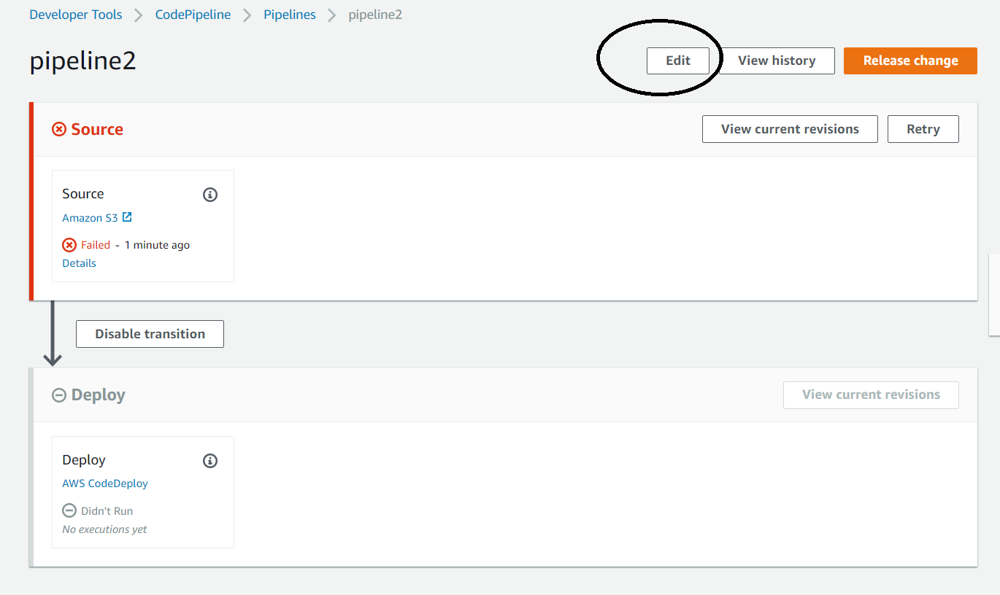 Developer Tools > CodePipeline > Pipelines > pipeline2
pipeline2 Edit View history Release change
Source View current revisions Retry
Source
Amazon S3
Failed - 1 minute ago
Details
Disable transition
Deploy View current revisions
Deploy
AWS CodeDeploy
Didn't Run
No executions yet